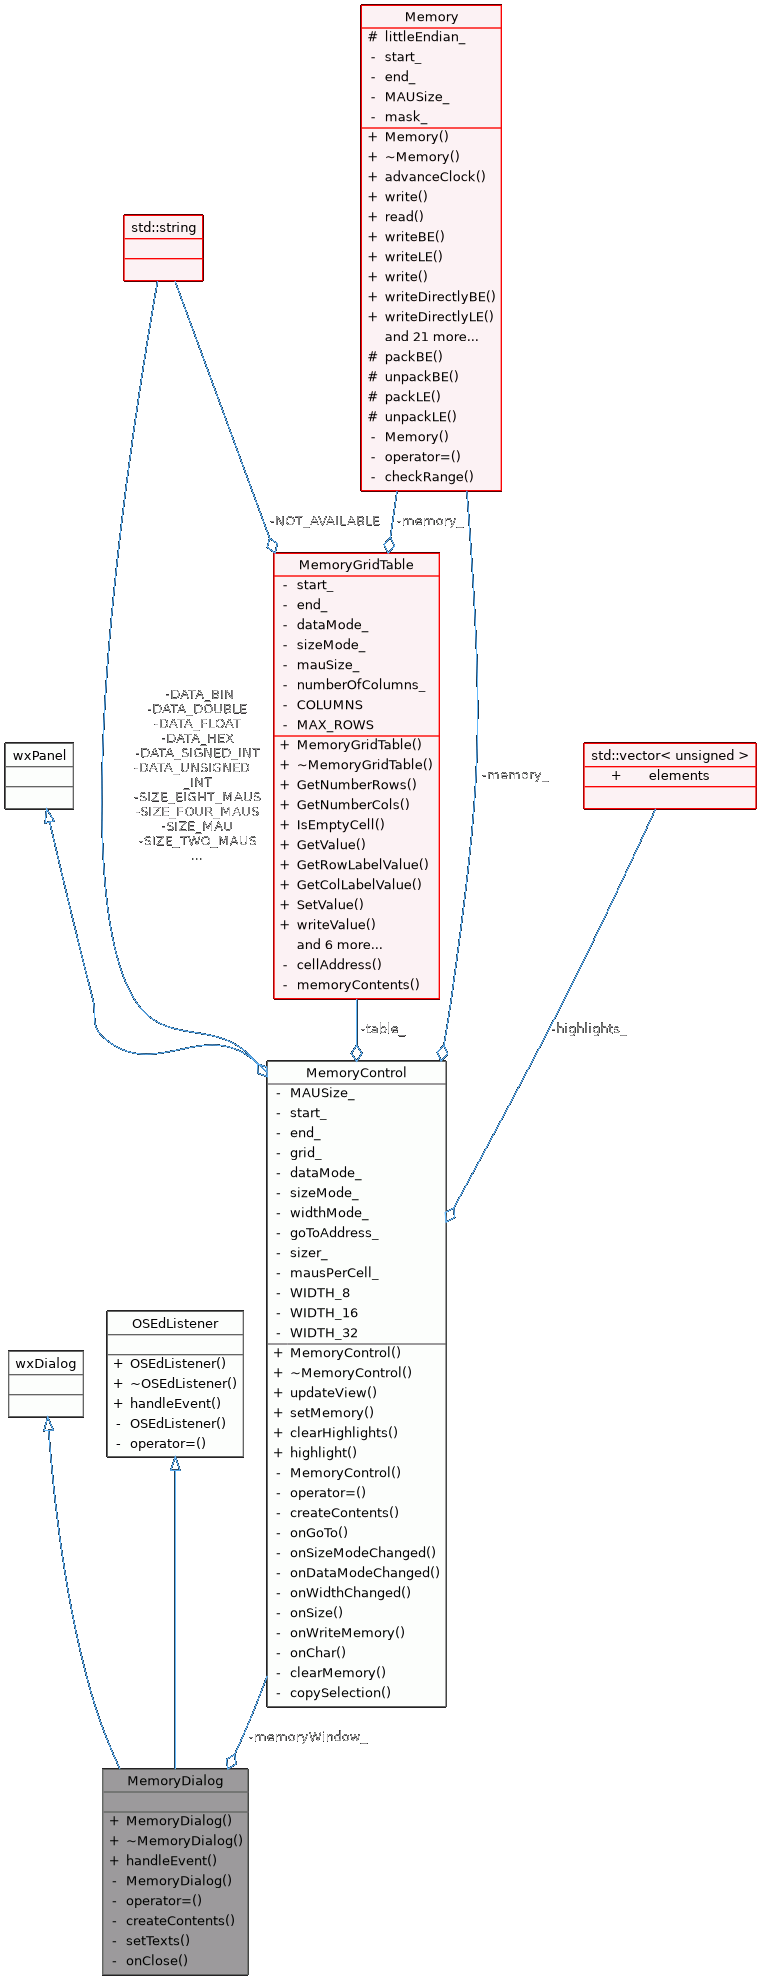 Memory
# littleEndian_
- start_
- end_
- MAUSize_
- mask_
+ Memory()
+ ~Memory()
+ advanceClock()
+ write()
+ read()
+ writeBE()
+ writeLE()
+ write()
+ writeDirectlyBE()
+ writeDirectlyLE()
and 21 more...
# packBE()
# unpackBE()
# packLE()
# unpackLE()
- Memory()
- operator=()
- checkRange()
std::string
-NOT_AVAILABLE
-memory_
MemoryGridTable
- start_
- end_
- dataMode_
- sizeMode_
- mauSize_
- numberOfColumns_
- COLUMNS
- MAX_ROWS
+ MemoryGridTable()
+ ~MemoryGridTable()
+ GetNumberRows()
+ GetNumberCols()
+ IsEmptyCell()
+ GetValue()
+ GetRowLabelValue()
+ GetColLabelValue()
+ SetValue()
+ writeValue()
and 6 more...
- cellAddress()
- memoryContents()
-DATA_BIN
-DATA_DOUBLE
-DATA_FLOAT
-DATA_HEX
-DATA_SIGNED_INT
-DATA_UNSIGNED
_INT
-SIZE_EIGHT_MAUS
-SIZE_FOUR_MAUS
-SIZE_MAU
-SIZE_TWO_MAUS
...
wxPanel
-memory_
std::vector< unsigned >
+ elements
-table_
-highlights_
MemoryControl
- MAUSize_
- start_
- end_
- grid_
- dataMode_
- sizeMode_
- widthMode_
- goToAddress_
- sizer_
- mausPerCell_
- WIDTH_8
- WIDTH_16
- WIDTH_32
+ MemoryControl()
+ ~MemoryControl()
+ updateView()
+ setMemory()
+ clearHighlights()
+ highlight()
- MemoryControl()
- operator=()
- createContents()
- onGoTo()
- onSizeModeChanged()
- onDataModeChanged()
- onWidthChanged()
- onSize()
- onWriteMemory()
- onChar()
- clearMemory()
- copySelection()
OSEdListener
+ OSEdListener()
+ ~OSEdListener()
+ handleEvent()
- OSEdListener()
- operator=()
wxDialog
-memoryWindow_
MemoryDialog
+ MemoryDialog()
+ ~MemoryDialog()
+ handleEvent()
- MemoryDialog()
- operator=()
- createContents()
- setTexts()
- onClose()